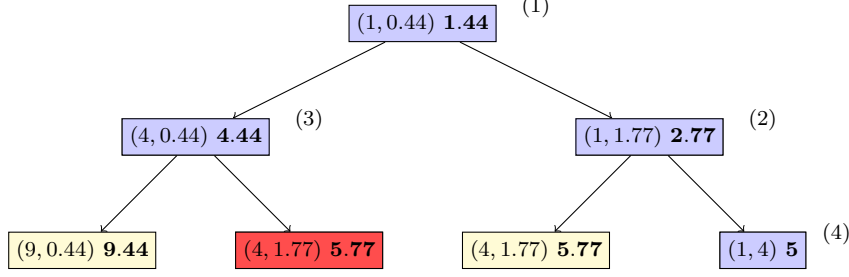 (1, 0.44) 1.44
(1)
(4, 0.44) 4.44
(3)
(1, 1.77) 2.77
(2)
(9, 0.44) 9.44
(4, 1.77) 5.77
(4, 1.77) 5.77
(1, 4) 5
(4)